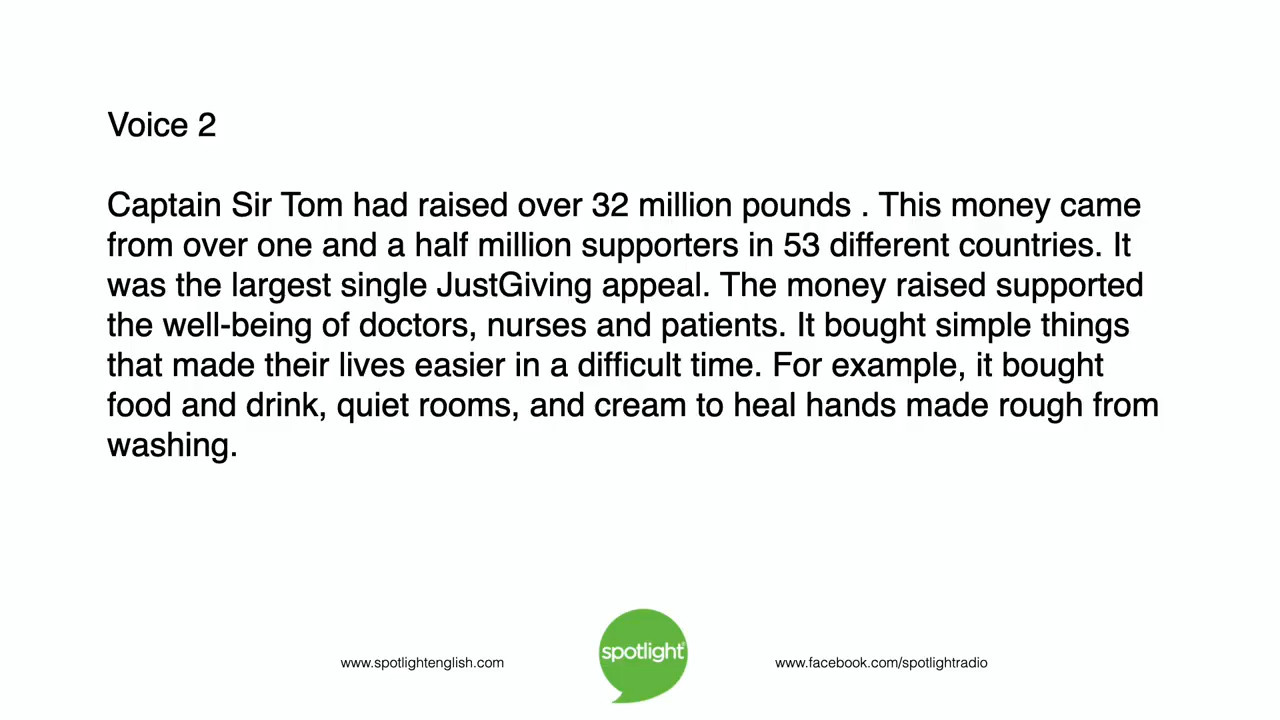 Voice 2
Captain Sir Tom had raised over 32 million pounds . This money came
from over one and a half million supporters in 53 different countries. It
was the largest single JustGiving appeal. The money raised supported
the well-being of doctors, nurses and patients. It bought simple things
that made their lives easier in a difficult time. For example, it bought
food and drink, quiet rooms, and cream to heal hands made rough from
washing.
www.spotlightenglish.com
spotlight
www.facebook.com/spotlightradio